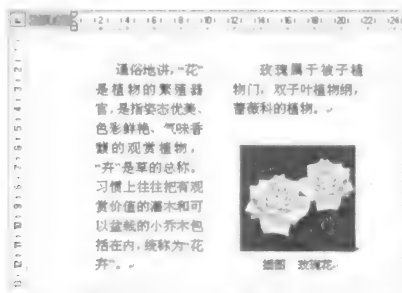 通俗地讲，“花”
是植物的繁殖器
官，是指姿态优美、
色彩鲜艳、气味香
馥的观赏植物，
“卉”是草的总称。
习惯上往往把有观
赏价值的灌木和可
以盆栽的小乔木包
括在内，统称为“花
卉”。
玫瑰属于被子植
物门，双子叶植物纲，
蔷薇科的植物。
插图 玫瑰花